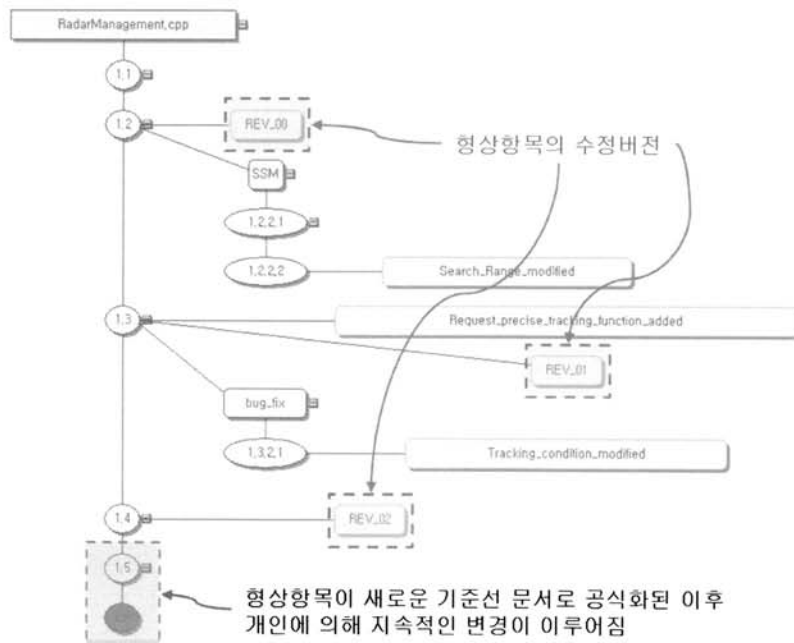 RadarManagement.cpp
1.1
1.2
REV_00
형상항목의 수정버전
SSM
1.2.2.1
1.2.2.2
Search_Range_modified
1.3
Request_precise_tracking_function_added
REV_01
bug_fix
1.3.2.1
Tracking_condition_modified
1.4
REV_02
1.5
형상항목이 새로운 기준선 문서로 공식화된 이후
개인에 의해 지속적인 변경이 이루어짐